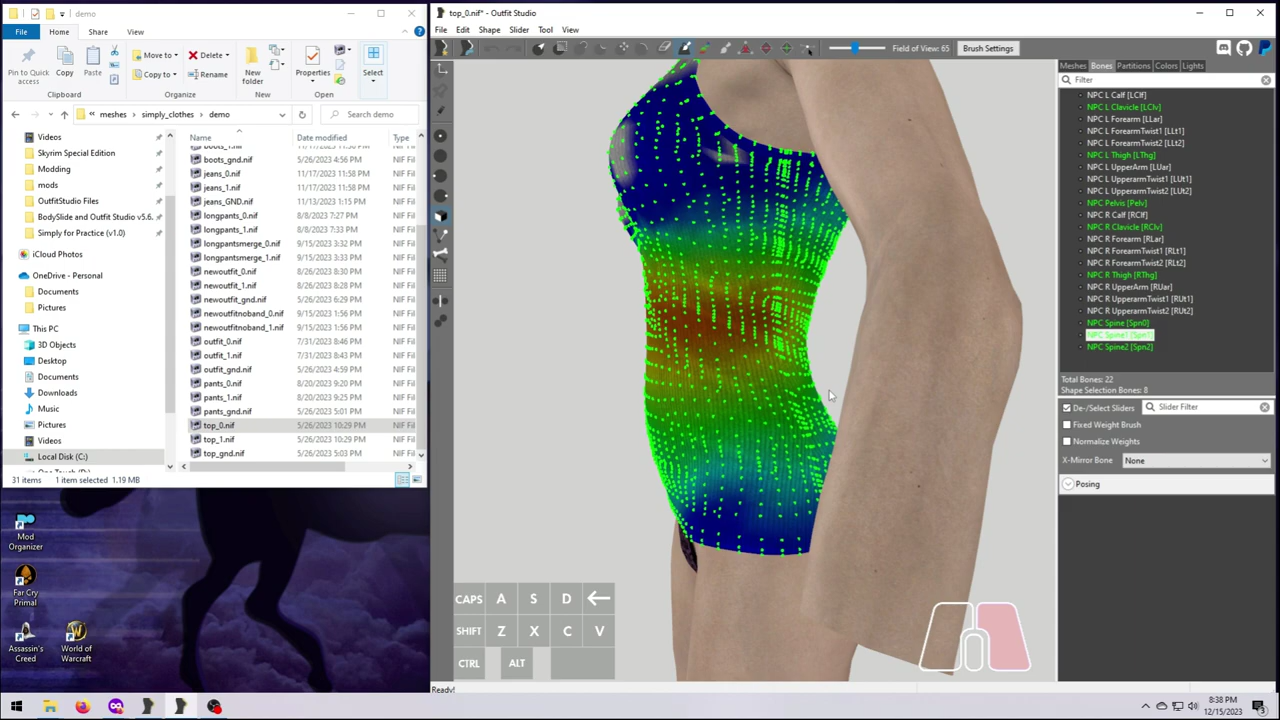 demo
File
Home
Share
View
Pin to Quick access
Copy
Paste
Move to
Copy to
Delete
Rename
New folder
Properties
Select
Clipboard
Organize
New
Open
meshes
simply_clothes
demo
Search demo
Videos
Skyrim Special Edition
Modding
mods
OutfitStudio Files
BodySlide and Outfit Studio v5.6.
Simply for Practice (v1.0)
iCloud Photos
OneDrive - Personal
Documents
Pictures
This PC
3D Objects
Desktop
Documents
Downloads
Music
Pictures
Videos
Local Disk (C:)
Name
Date modified
Type
boots_gnd.nif 5/26/2023 4:56 PM NIF Fil
jeans_0.nif 11/17/2023 11:58 PM NIF Fil
jeans_1.nif 11/17/2023 11:58 PM NIF Fil
jeans_GND.nif 11/13/2023 1:15 PM NIF Fil
longpants_0.nif 8/8/2023 7:27 PM NIF Fil
longpants_1.nif 8/8/2023 7:33 PM NIF Fil
longpantsmerge_0.nif 9/15/2023 3:32 PM NIF Fil
longpantsmerge_1.nif 9/15/2023 3:33 PM NIF Fil
newoutfit_0.nif 8/26/2023 8:30 PM NIF Fil
newoutfit_1.nif 8/26/2023 8:28 PM NIF Fil
newoutfit_gnd.nif 5/26/2023 6:29 PM NIF Fil
newoutfitnoband_0.nif 9/15/2023 1:56 PM NIF Fil
newoutfitnoband_1.nif 9/15/2023 1:56 PM NIF Fil
outfit_0.nif 7/31/2023 8:46 PM NIF Fil
outfit_1.nif 7/31/2023 8:43 PM NIF Fil
outfit_gnd.nif 5/26/2023 4:59 PM NIF Fil
pants_0.nif 8/20/2023 9:20 PM NIF Fil
pants_1.nif 8/20/2023 9:25 PM NIF Fil
pants_gnd.nif 5/26/2023 5:01 PM NIF Fil
top_0.nif 5/26/2023 10:29 PM NIF Fil
top_1.nif 5/26/2023 10:29 PM NIF Fil
top_gnd.nif 5/26/2023 5:03 PM NIF Fil
31 items 1 item selected 1.19 MB
Mod Organizer
Far Cry Primal
Assassin's Creed
World of Warcraft
top_0.nif* - Outfit Studio
File Edit Shape Slider Tool View
Field of View: 65
Brush Settings
CAPS A S D
SHIFT Z X C V
CTRL ALT
Ready!
Meshes Bones Partitions Colors Lights
Filter
NPC L Calf [LClf]
NPC L Clavicle [LClv]
NPC L Forearm [LLar]
NPC L ForearmTwist1 [LLt1]
NPC L ForearmTwist2 [LLt2]
NPC L Thigh [LThg]
NPC L UpperArm [LUar]
NPC L UpperarmTwist1 [LUt1]
NPC L UpperarmTwist2 [LUt2]
NPC Pelvis [Pelv]
NPC R Calf [RClf]
NPC R Clavicle [RClv]
NPC R Forearm [RLar]
NPC R ForearmTwist1 [RLt1]
NPC R ForearmTwist2 [RLt2]
NPC R Thigh [RThg]
NPC R UpperArm [RUar]
NPC R UpperarmTwist1 [RUt1]
NPC R UpperarmTwist2 [RUt2]
NPC Spine [Spn0]
NPC Spine1 [Spn1]
NPC Spine2 [Spn2]
Total Bones: 22
Shape Selection Bones: 8
De-/Select Sliders
Slider Filter
Fixed Weight Brush
Normalize Weights
X-Mirror Bone None
Posing
8:38 PM
12/15/2023
3